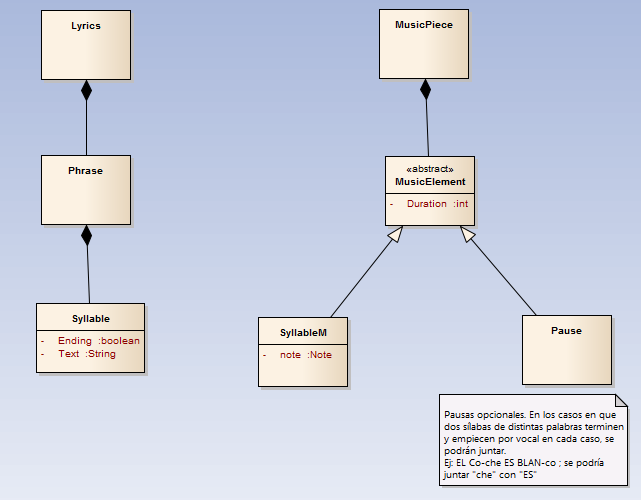 Lyrics
MusicPiece
Phrase
«abstract»
MusicElement
- Duration :int
Syllable
- Ending :boolean
- Text :String
SyllableM
- note :Note
Pause
Pausas opcionales. En los casos en que
dos sílabas de distintas palabras terminen
y empiecen por vocal en cada caso, se
podrán juntar.
Ej: EL Co-che ES BLAN-co ; se podría
juntar "che" con "ES"